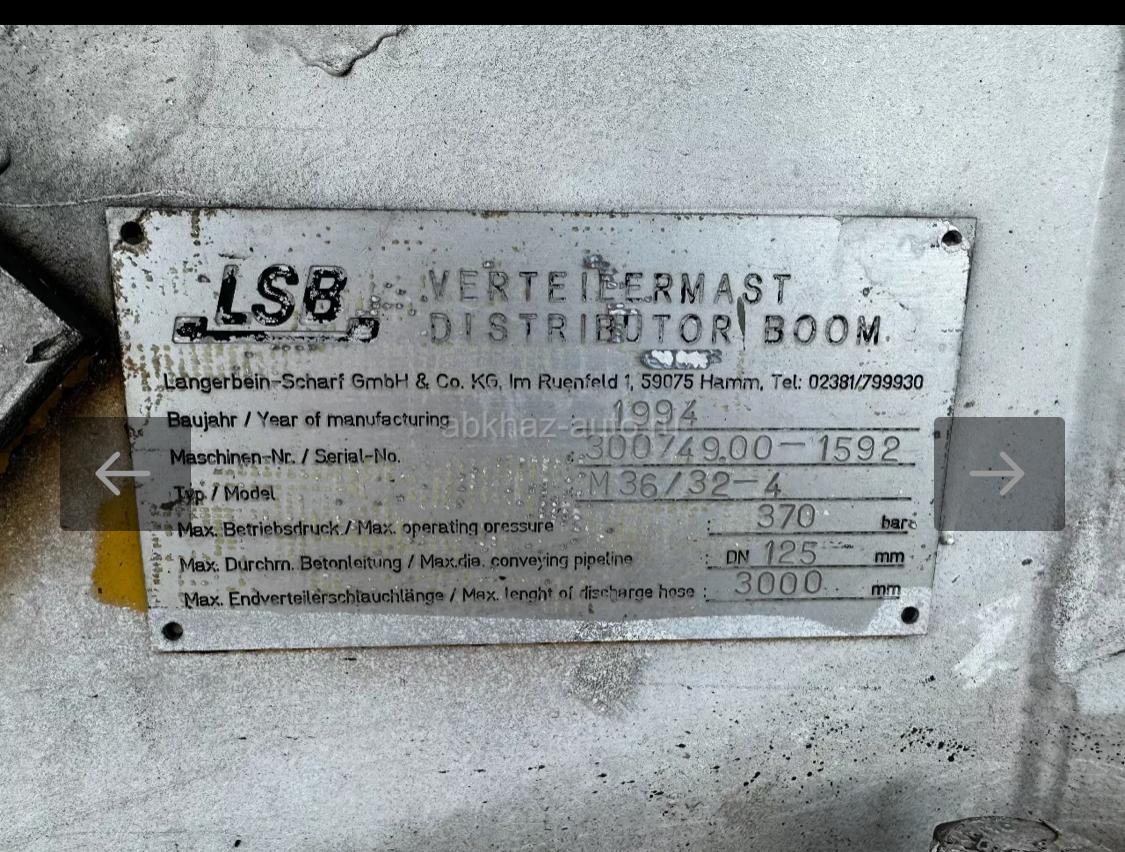 LSB
VERTEILERMAST
DISTRIBUTOR BOOM
Langerbein-Scharf GmbH & Co. KG, Im Ruenfeld 1, 59075 Hamm, Tel: 02381/799930
Baujahr / Year of manufacturing 1994
abkhaz-auto.ru
Maschinen-Nr. / Serial-No. : 300749.00-1592
Typ / Model M 36/32-4
Max. Betriebsdruck / Max. operating pressure : 370 bar
Max. Durchm. Betonleitung / Max.dia. conveying pipeline : DN 125 mm
Max. Endverteilerschlauchlänge / Max. lenght of discharge hose : 3000 mm